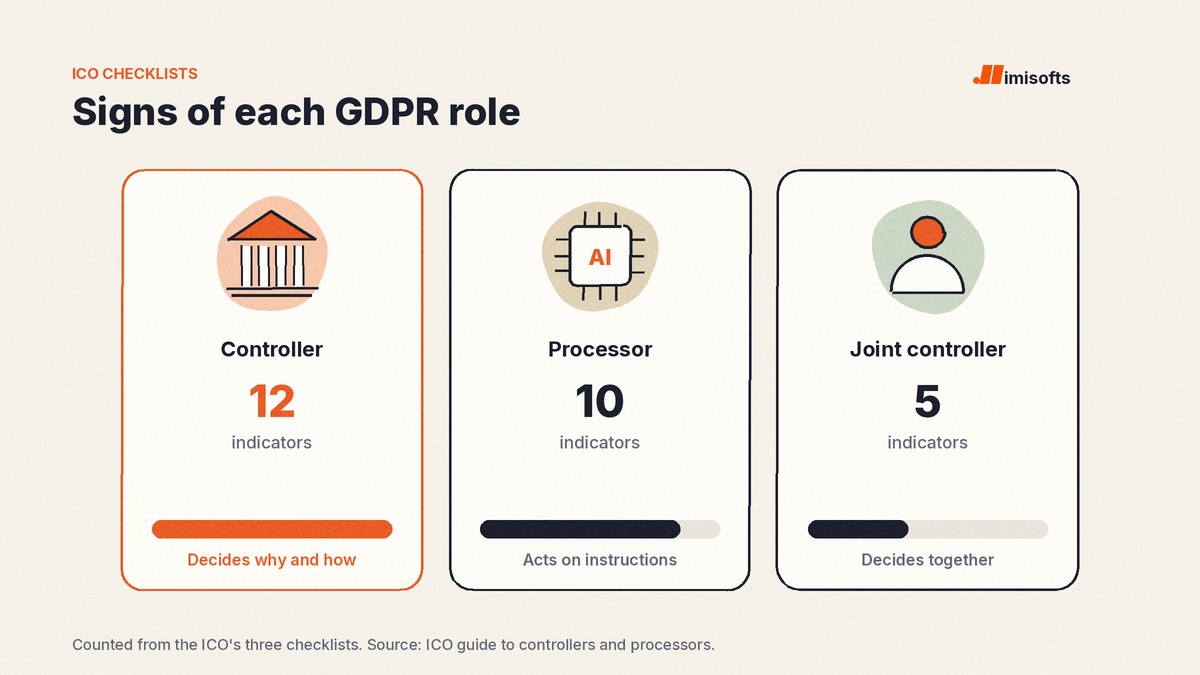 ICO CHECKLISTS
imisofts
Signs of each GDPR role
AI
Controller
12
indicators
Decides why and how
Processor
10
indicators
Acts on instructions
Joint controller
5
indicators
Decides together
Counted from the ICO's three checklists. Source: ICO guide to controllers and processors.